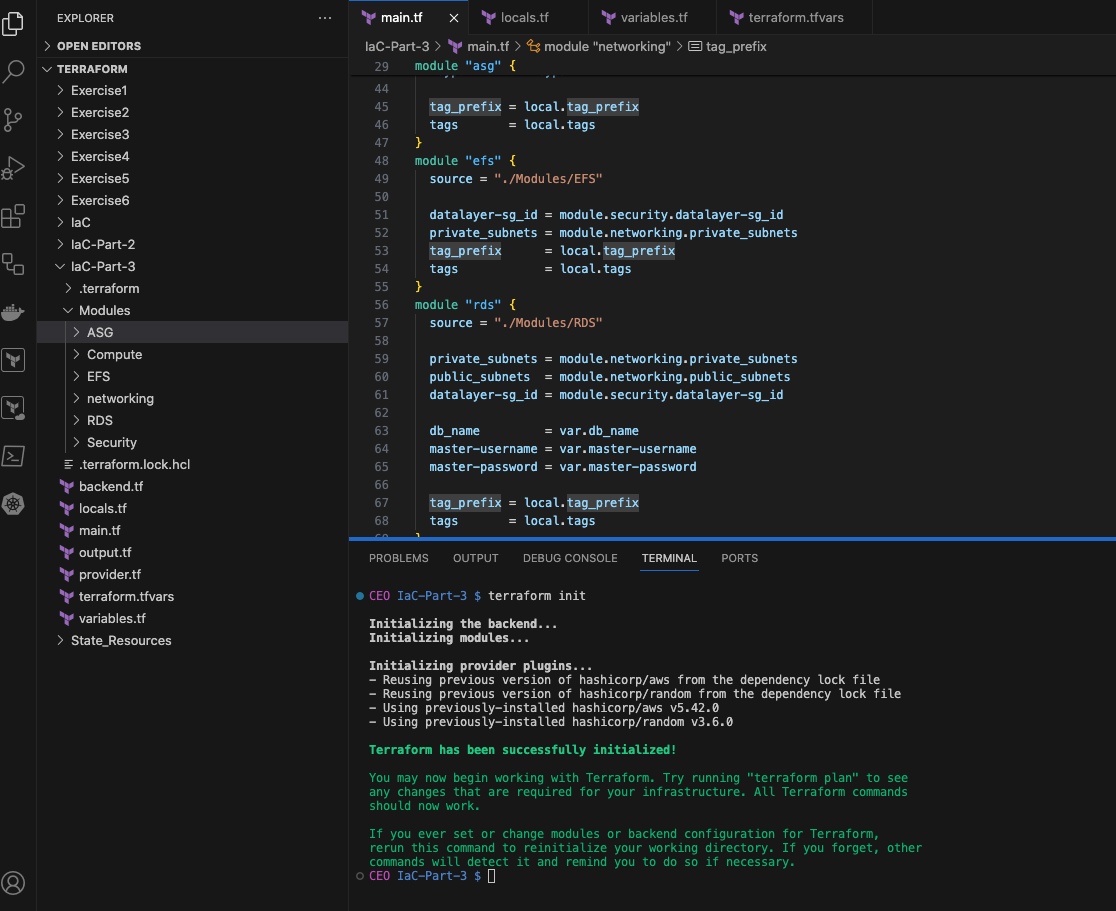 EXPLORER
OPEN EDITORS
TERRAFORM
Exercise1
Exercise2
Exercise3
Exercise4
Exercise5
Exercise6
IaC
IaC-Part-2
IaC-Part-3
.terraform
Modules
ASG
Compute
EFS
networking
RDS
Security
.terraform.lock.hcl
backend.tf
locals.tf
main.tf
output.tf
provider.tf
terraform.tfvars
variables.tf
State_Resources
main.tf locals.tf variables.tf terraform.tfvars
IaC-Part-3 > main.tf > module "networking" > tag_prefix
29 module "asg" {
44
45 tag_prefix = local.tag_prefix
46 tags = local.tags
47 }
48 module "efs" {
49 source = "./Modules/EFS"
50
51 datalayer-sg_id = module.security.datalayer-sg_id
52 private_subnets = module.networking.private_subnets
53 tag_prefix = local.tag_prefix
54 tags = local.tags
55 }
56 module "rds" {
57 source = "./Modules/RDS"
58
59 private_subnets = module.networking.private_subnets
60 public_subnets = module.networking.public_subnets
61 datalayer-sg_id = module.security.datalayer-sg_id
62
63 db_name = var.db_name
64 master-username = var.master-username
65 master-password = var.master-password
66
67 tag_prefix = local.tag_prefix
68 tags = local.tags
69 }
PROBLEMS OUTPUT DEBUG CONSOLE TERMINAL PORTS
CEO IaC-Part-3 $ terraform init
Initializing the backend...
Initializing modules...
Initializing provider plugins...
- Reusing previous version of hashicorp/aws from the dependency lock file
- Reusing previous version of hashicorp/random from the dependency lock file
- Using previously-installed hashicorp/aws v5.42.0
- Using previously-installed hashicorp/random v3.6.0
Terraform has been successfully initialized!
You may now begin working with Terraform. Try running "terraform plan" to see
any changes that are required for your infrastructure. All Terraform commands
should now work.
If you ever set or change modules or backend configuration for Terraform,
rerun this command to reinitialize your working directory. If you forget, other
commands will detect it and remind you to do so if necessary.
CEO IaC-Part-3 $